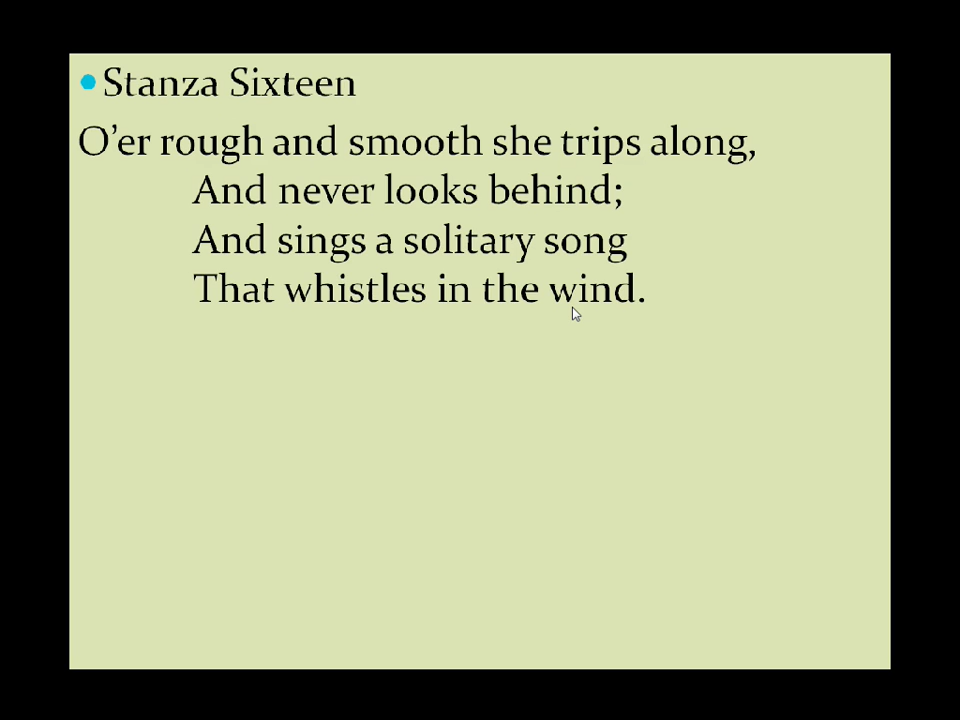 Stanza Sixteen
O’er rough and smooth she trips along,
And never looks behind;
And sings a solitary song
That whistles in the wind.